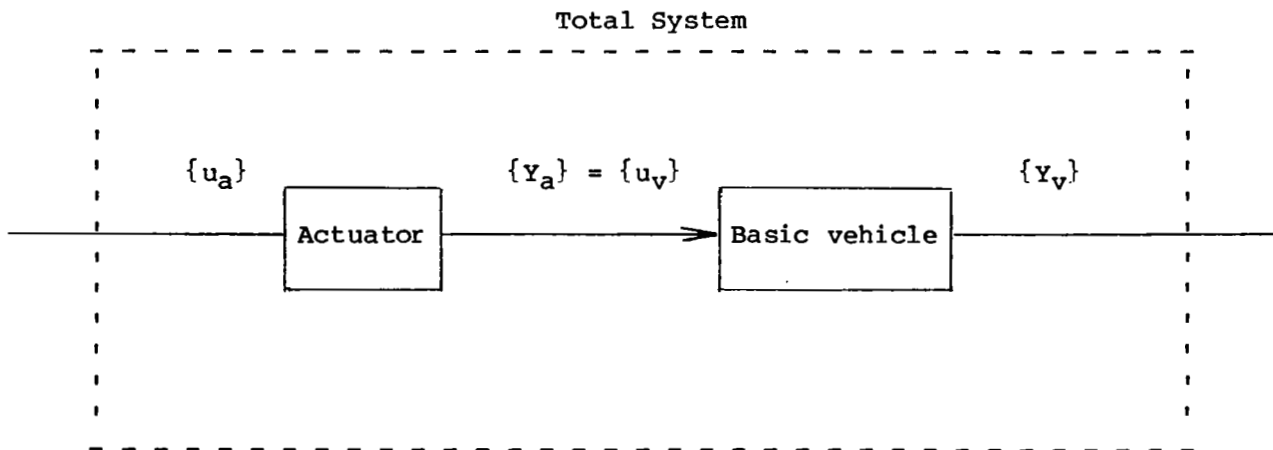 Total System
{u_a} {Y_a} = {u_v} {Y_v}
Actuator Basic vehicle